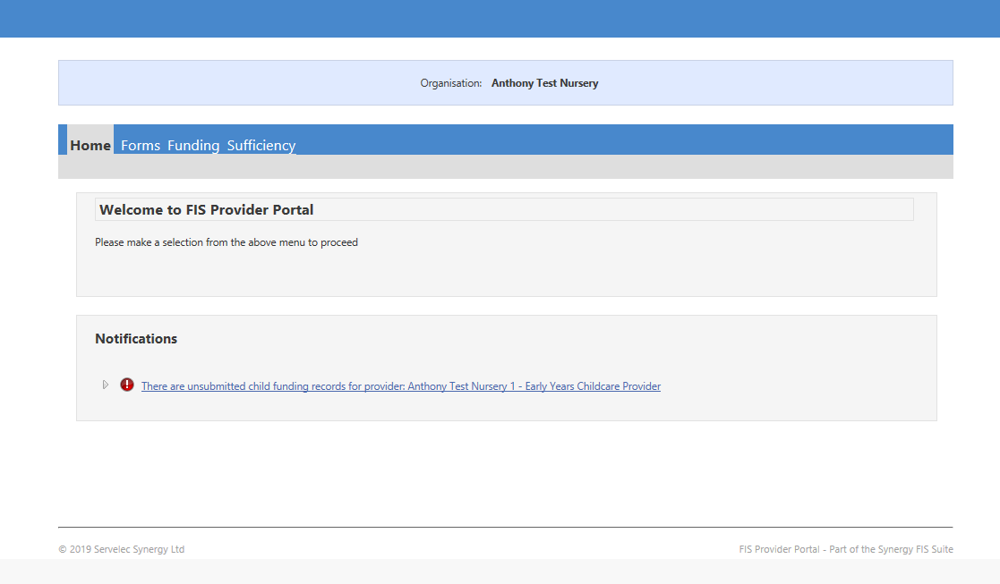 Organisation: Anthony Test Nursery
Home Forms Funding Sufficiency
Welcome to FIS Provider Portal
Please make a selection from the above menu to proceed
Notifications
There are unsubmitted child funding records for provider: Anthony Test Nursery 1 - Early Years Childcare Provider
© 2019 Servelec Synergy Ltd
FIS Provider Portal - Part of the Synergy FIS Suite